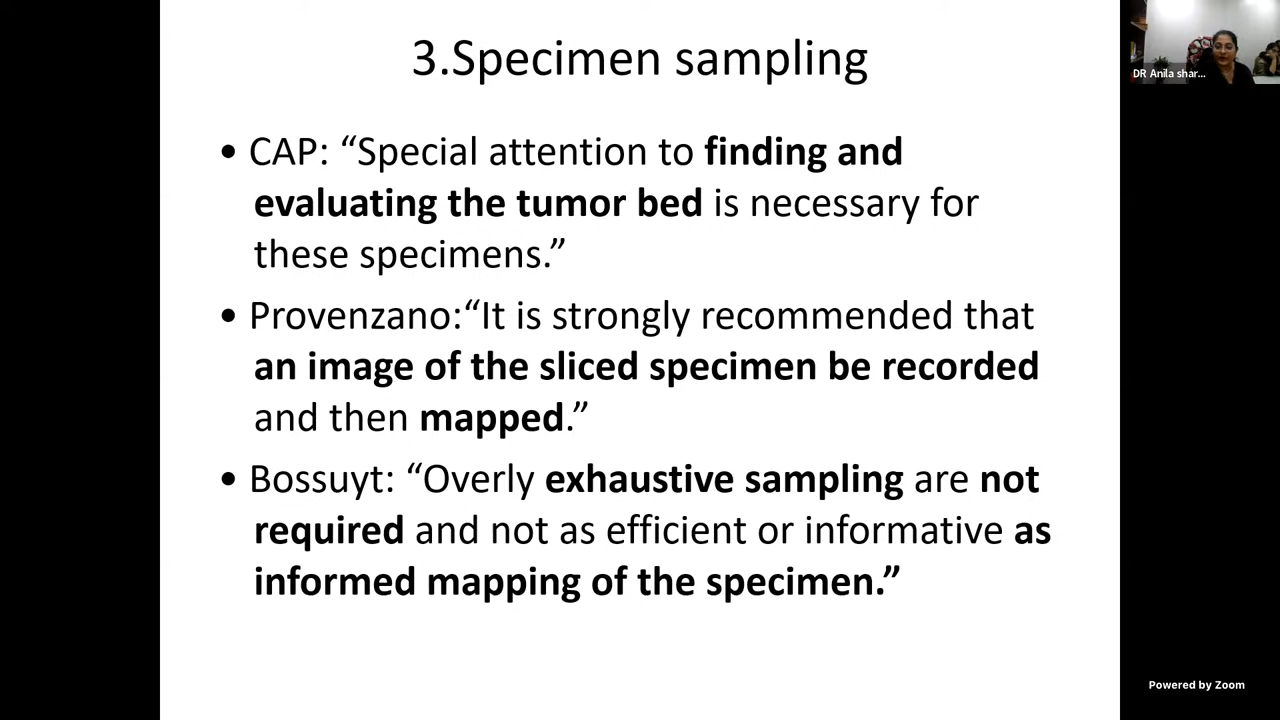 3.Specimen sampling
• CAP: “Special attention to finding and
evaluating the tumor bed is necessary for
these specimens.”
• Provenzano:“It is strongly recommended that
an image of the sliced specimen be recorded
and then mapped.”
• Bossuyt: “Overly exhaustive sampling are not
required and not as efficient or informative as
informed mapping of the specimen.”
DR Anila shar...
Powered by Zoom